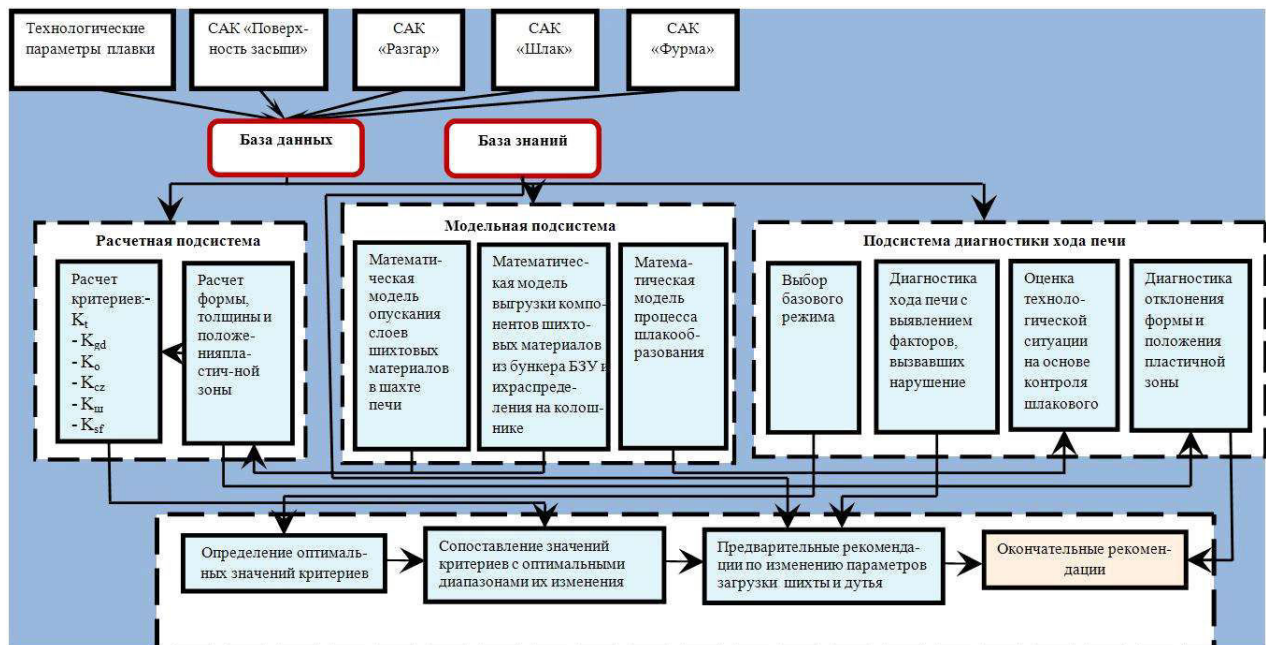 Технологические
параметры плавки
САК «Поверх-
ность засыпи»
САК
«Разгар»
САК
«Шлак»
САК
«Фурма»
База данных
База знаний
Расчетная подсистема
Расчет
критериев:-
Kt
- Kgd
- Ko
- Kcz
- Kш
- Ksf
Расчет
формы,
толщины и
положе-
нияпла-
стич-ной
зоны
Модельная подсистема
Математи-
ческая
модель
опускания
слоев
шихтовых
материалов
в шахте
печи
Математичес-
кая модель
выгрузки компо-
нентов шихто-
вых материалов
из бункера БЗУ и
ихраспреде-
ления на колош-
нике
Матема-
тическая
модель
процесса
шлакооб-
разования
Подсистема диагностики хода печи
Выбор
базового
режима
Диагностика
хода печи с
выявлением
факторов,
вызвавших
нарушение
Оценка
техноло-
гической
ситуации
на основе
контроля
шлакового
Диагностика
отклонения
формы и
положения
пластичной
зоны
Определение оптималь-
ных значений критериев
Сопоставление значений
критериев с оптимальными
диапазонами их изменения
Предварительные рекоменда-
ции по изменению параметров
загрузки шихты и дутья
Окончательные рекомен-
дации